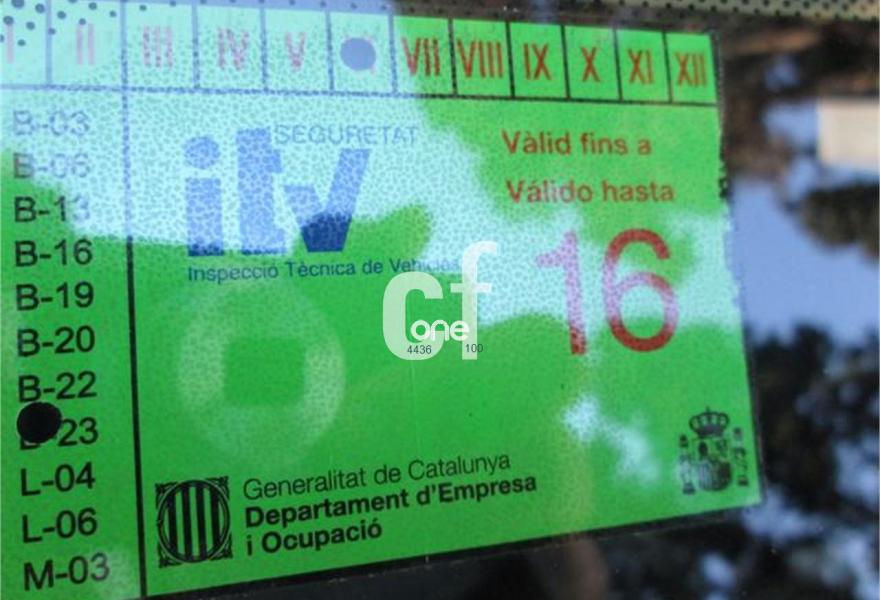 I II III IV V VII VIII IX X XI XII
B-03
B-06
B-13
B-16
B-19
B-20
B-22
B-23
L-04
L-06
M-03
SEGURETAT
itv
Inspecció Tècnica de Vehicles
Vàlid fins a
Válido hasta
16
cf
one
4436 100
Generalitat de Catalunya
Departament d'Empresa
i Ocupació